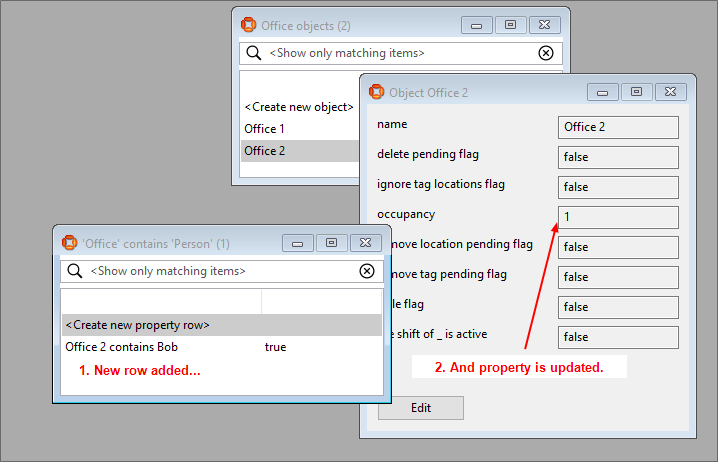 Office objects (2)
<Show only matching items>
<Create new object>
Office 1
Office 2
Object Office 2
name Office 2
delete pending flag false
ignore tag locations flag false
occupancy 1
move location pending flag false
move tag pending flag false
le flag false
e shift of _ is active false
2. And property is updated.
Edit
'Office' contains 'Person' (1)
<Show only matching items>
<Create new property row>
Office 2 contains Bob true
1. New row added...